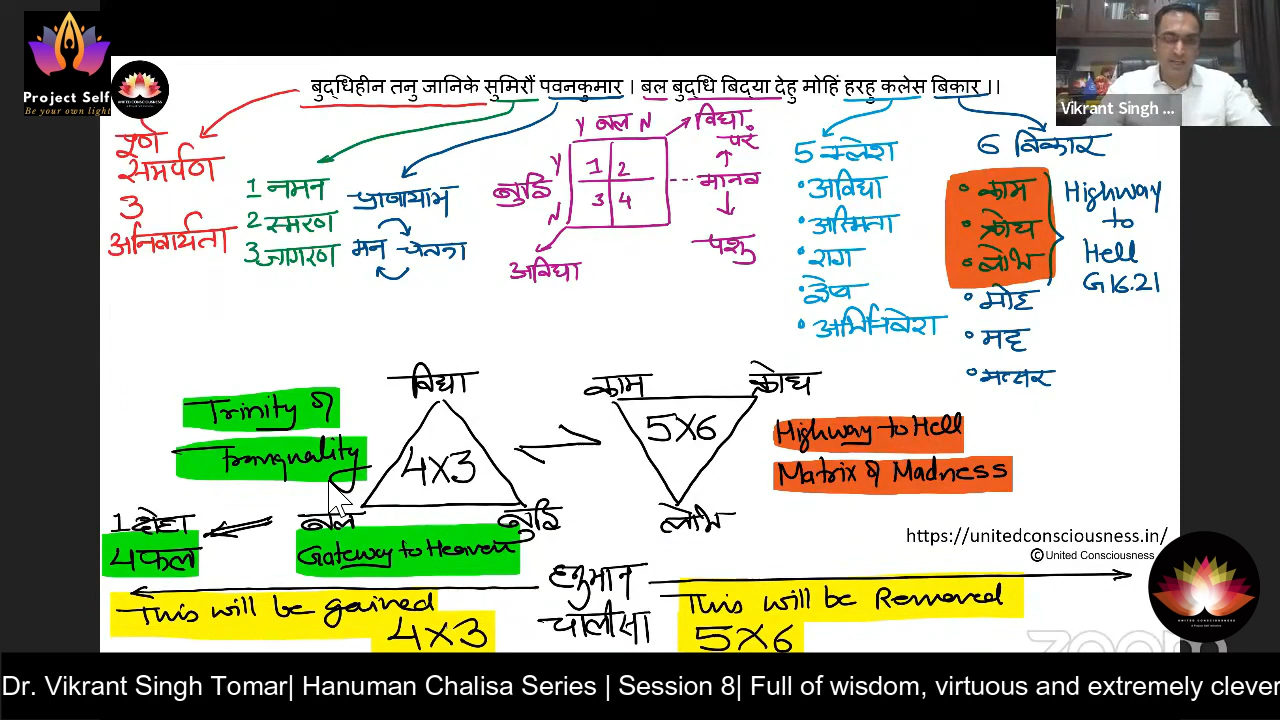 Project Self
Be your own light
UNITED CONSCIOUSNESS
बुद्धिहीन तनु जानिके सुमिरौं पवनकुमार । बल बुद्धि बिद्या देहु मोहिं हरहु कलेस बिकार ।।
Vikrant Singh ...
पूर्ण
समर्पण
3
अनिवार्यता
1 नमन
2 स्मरण
3 जागरण
प्राणायाम
मन चेतना
Y बल N
विद्या
परं
Y
बुद्धि
N
1 2
3 4
मानव
पशु
अविद्या
5 क्लेश
• अविद्या
• अस्मिता
• राग
• द्वेष
• अभिनिवेश
6 विकार
• काम
• क्रोध
• लोभ
• मोह
• मद
• मत्सर
Highway
to
Hell
G16.21
Trinity of
Tranquality
विद्या
4X3
बल
बुद्धि
Gateway to Heaven
काम
क्रोध
5X6
लोभ
Highway to Hell
Matrix of Madness
1 दोहा
4 फल
https://unitedconsciousness.in/
© United Consciousness
हनुमान
चालीसा
This will be gained
4X3
This will be Removed
5X6
zoom
Dr. Vikrant Singh Tomar| Hanuman Chalisa Series | Session 8| Full of wisdom, virtuous and extremely clever